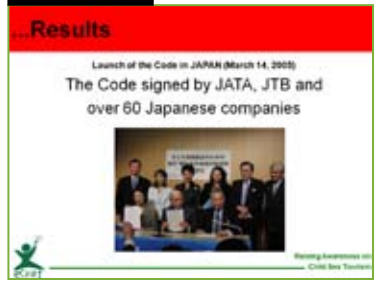 ...Results
Launch of the Code in JAPAN (March 14, 2005)
The Code signed by JATA, JTB and
over 60 Japanese companies
ECPAT
Raising Awareness on
Child Sex Tourism